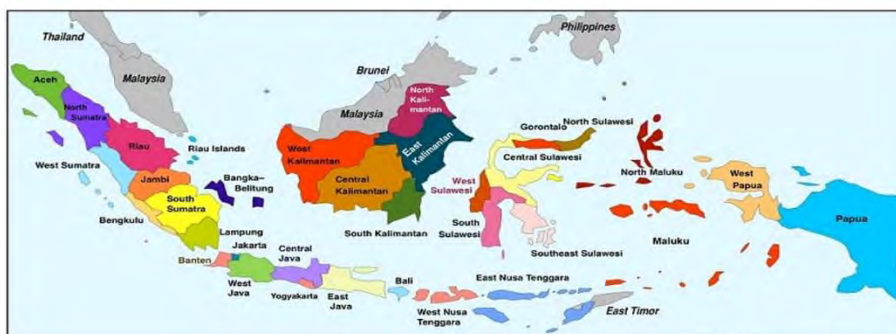 Thailand
Philippines
Malaysia
Brunei
Malaysia
Aceh
North
Sumatra
Riau
Riau Islands
West Sumatra
Jambi
Bangka–
Belitung
South
Sumatra
Bengkulu
Lampung
Banten
Jakarta
West
Java
Central
Java
Yogyakarta
East
Java
Bali
West Nusa
Tenggara
East Nusa Tenggara
East Timor
North
Kali-
mantan
West
Kalimantan
East
Kalimantan
Central
Kalimantan
South Kalimantan
Gorontalo
North Sulawesi
Central Sulawesi
West
Sulawesi
South
Sulawesi
Southeast Sulawesi
North Maluku
Maluku
West
Papua
Papua